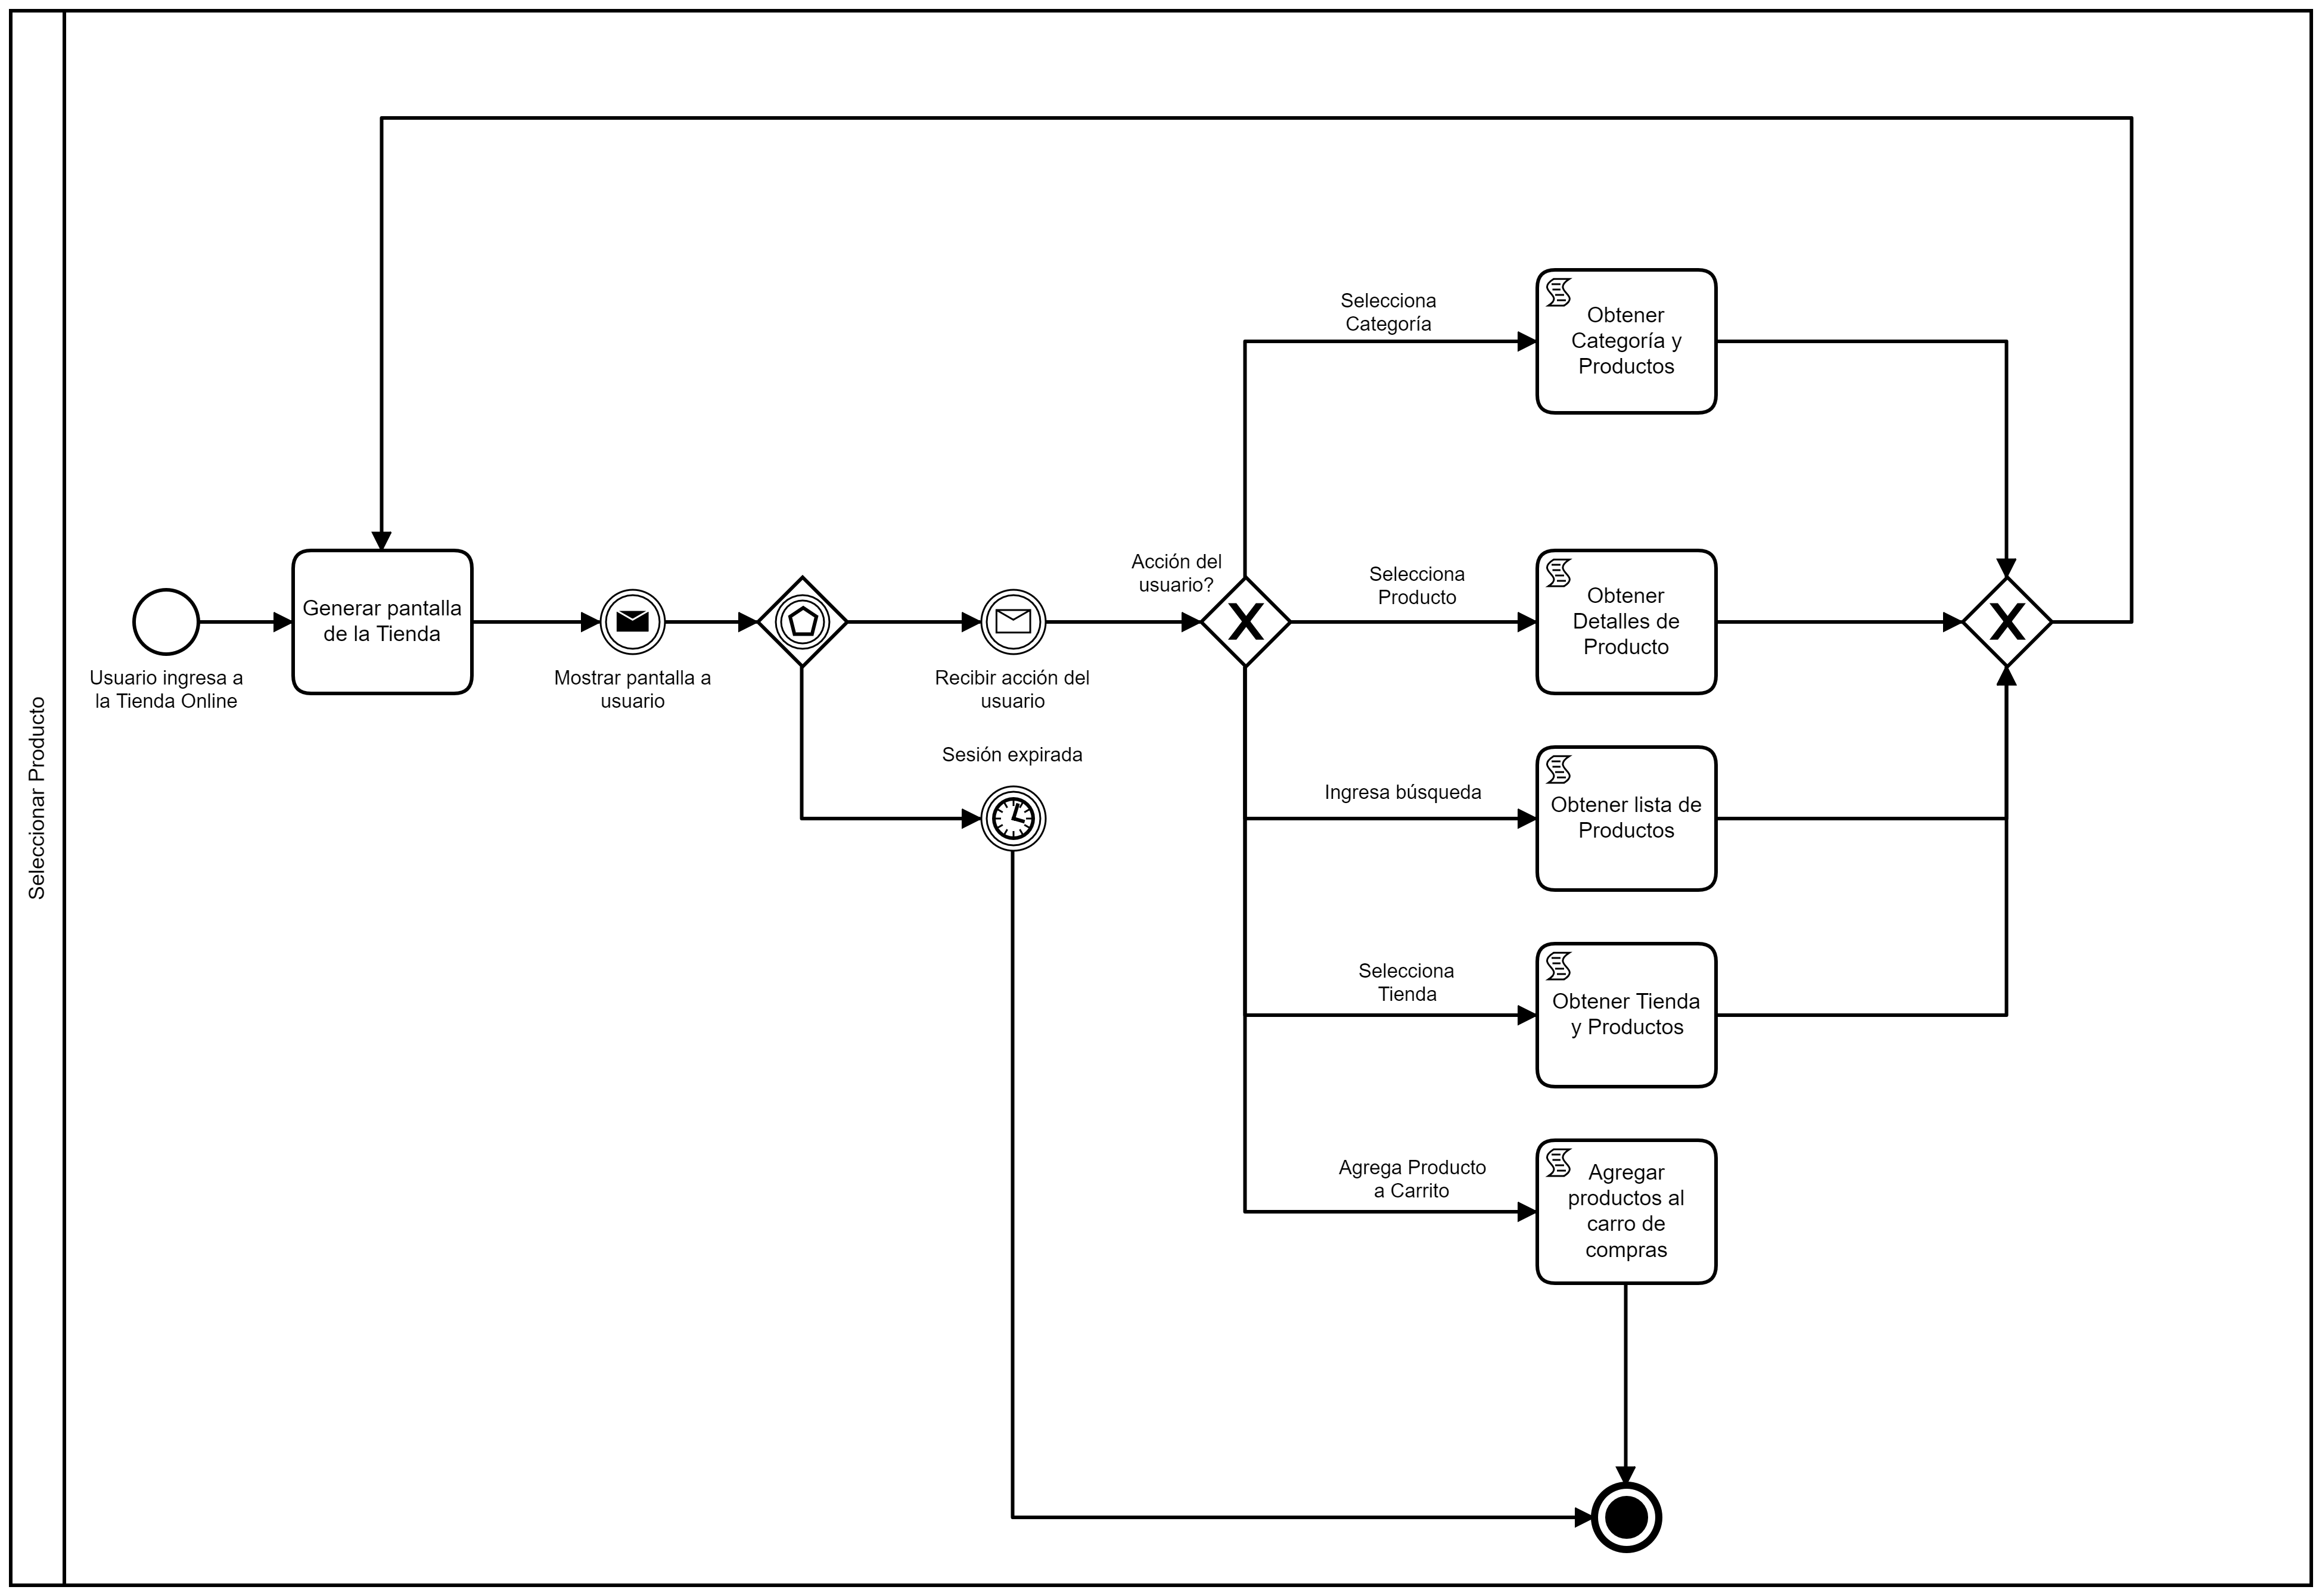 Seleccionar Producto
Usuario ingresa a
la Tienda Online
Generar pantalla
de la Tienda
Mostrar pantalla a
usuario
Recibir acción del
usuario
Sesión expirada
Acción del
usuario?
Selecciona
Categoría
Obtener
Categoría y
Productos
Selecciona
Producto
Obtener
Detalles de
Producto
Ingresa búsqueda
Obtener lista de
Productos
Selecciona
Tienda
Obtener Tienda
y Productos
Agrega Producto
a Carrito
Agregar
productos al
carro de
compras